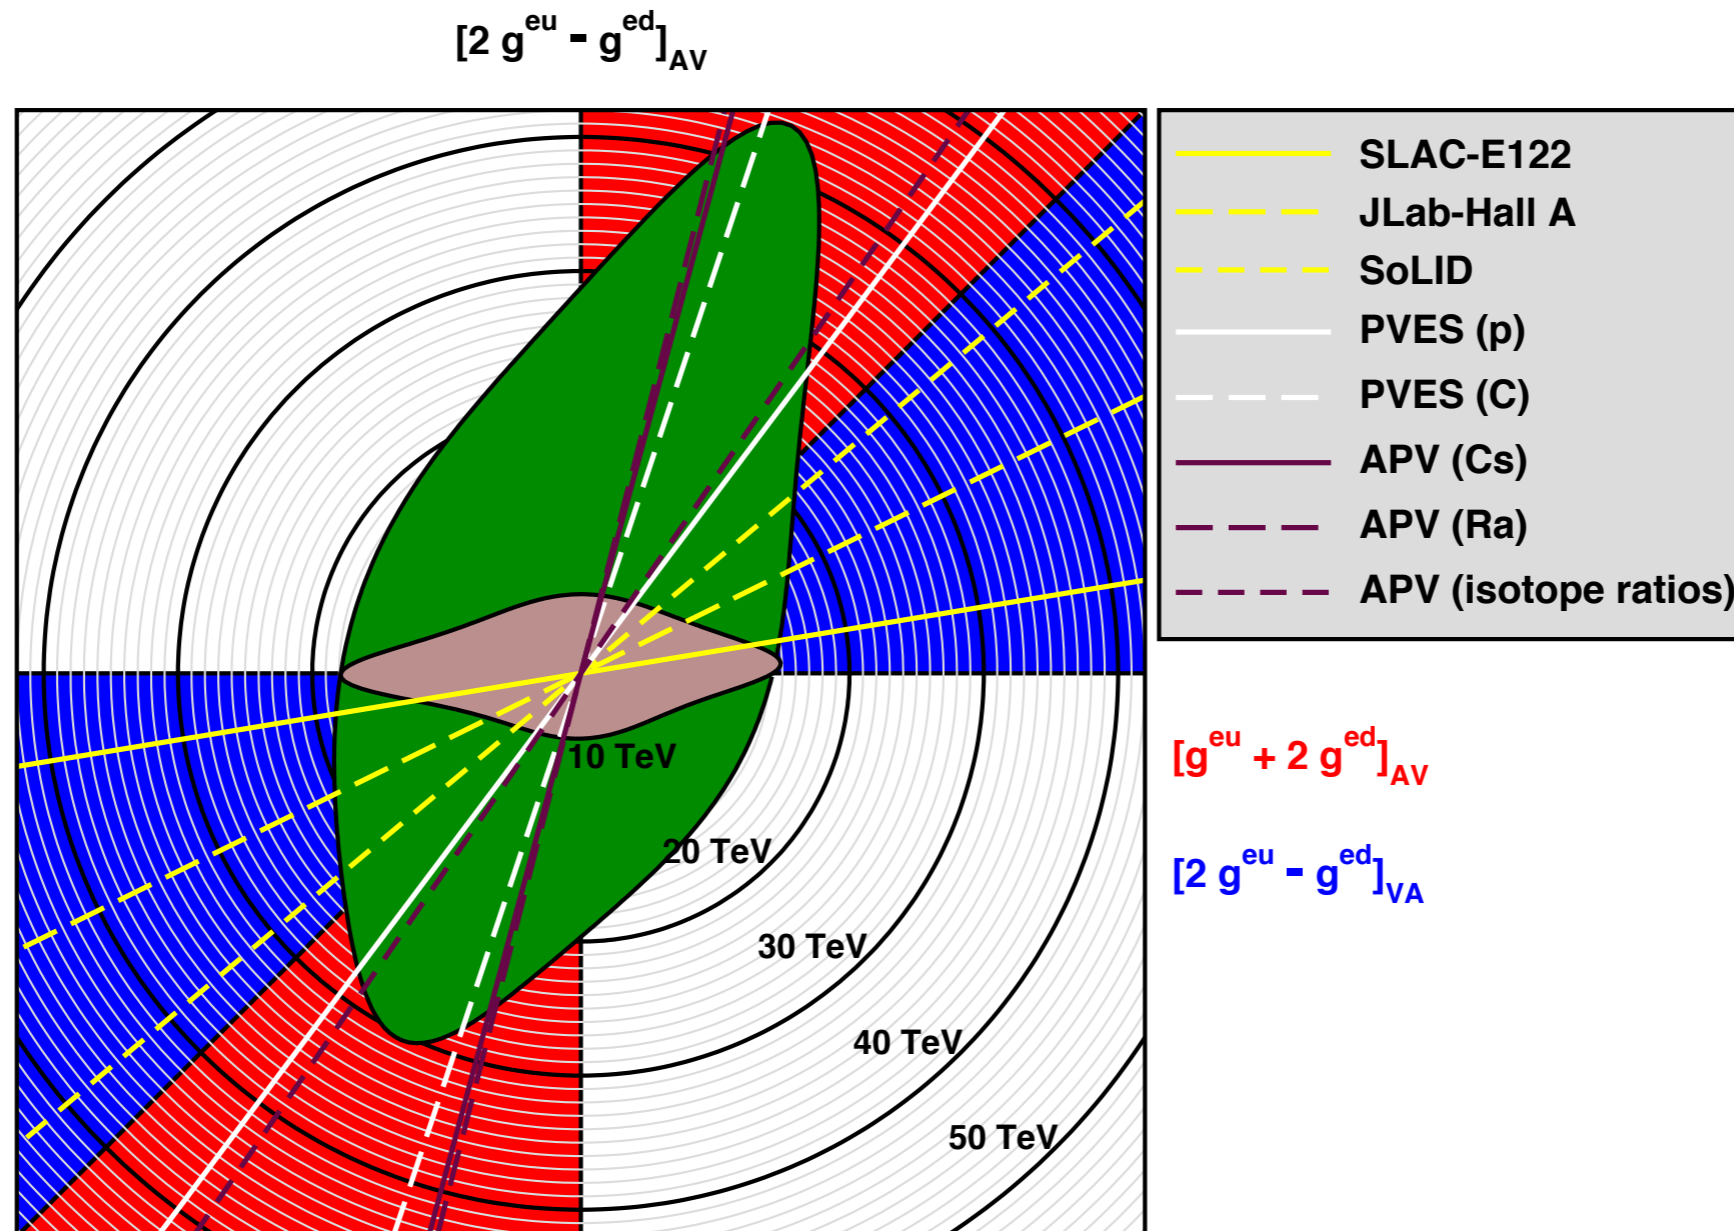 [2 g^eu - g^ed]_AV
SLAC-E122
JLab-Hall A
SoLID
PVES (p)
PVES (C)
APV (Cs)
APV (Ra)
APV (isotope ratios)
[g^eu + 2 g^ed]_AV
[2 g^eu - g^ed]_VA
10 TeV
20 TeV
30 TeV
40 TeV
50 TeV